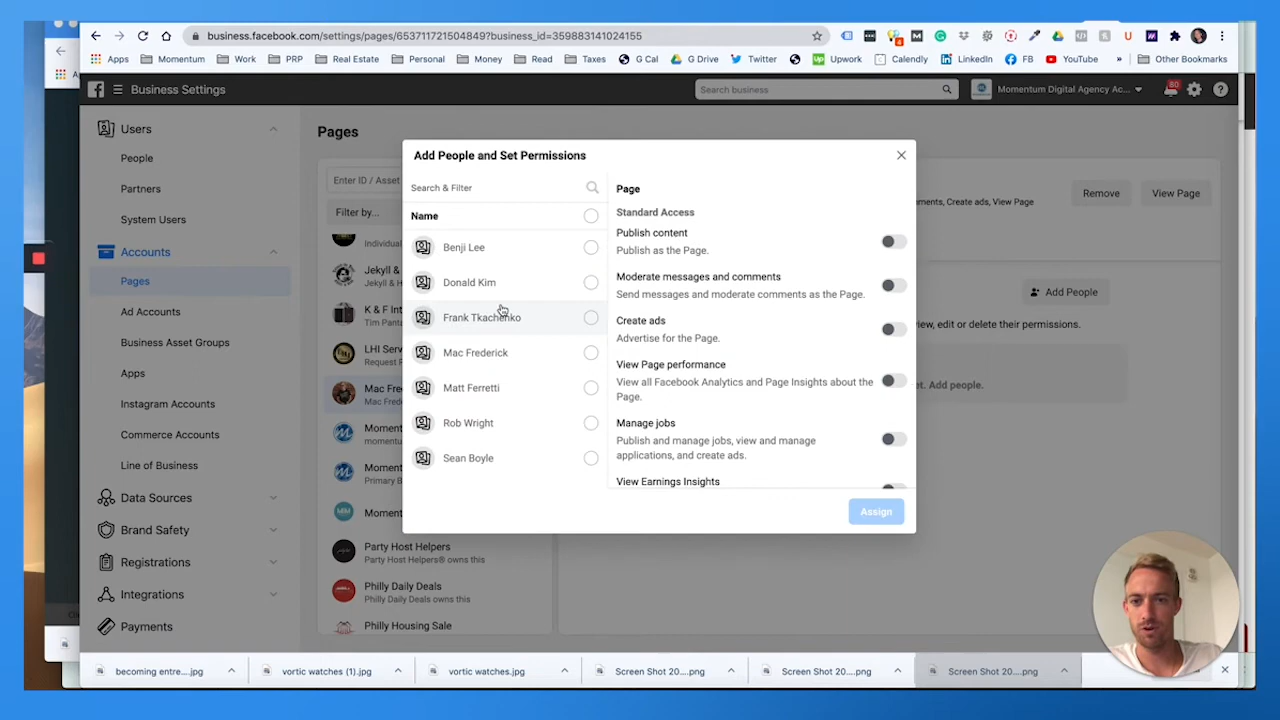 business.facebook.com/settings/pages/653711721504849?business_id=359883141024155
Apps Momentum Work PRP Real Estate Personal Money Read Taxes G Cal G Drive Twitter Upwork Calendly LinkedIn FB YouTube » Other Bookmarks
Business Settings
Search business
Momentum Digital Agency Ac...
80
Users
People
Partners
System Users
Accounts
Pages
Ad Accounts
Business Asset Groups
Apps
Instagram Accounts
Commerce Accounts
Line of Business
Data Sources
Brand Safety
Registrations
Integrations
Payments
Pages
Enter ID / Asset
Filter by...
Individual
Jekyll &
Jekyll & H
K & F Int
Tim Panta
LHI Serv
Request P
Mac Fred
Mac Frede
Moment
momentu
Moment
Primary B
Moment
Party Host Helpers
Party Host Helpers® owns this
Philly Daily Deals
Philly Daily Deals owns this
Philly Housing Sale
Add People and Set Permissions
Search & Filter
Name
Benji Lee
Donald Kim
Frank Tkachenko
Mac Frederick
Matt Ferretti
Rob Wright
Sean Boyle
Page
Standard Access
Publish content
Publish as the Page.
Moderate messages and comments
Send messages and moderate comments as the Page.
Create ads
Advertise for the Page.
View Page performance
View all Facebook Analytics and Page Insights about the
Page.
Manage jobs
Publish and manage jobs, view and manage
applications, and create ads.
View Earnings Insights
Assign
Remove
View Page
ments, Create ads, View Page
Add People
view, edit or delete their permissions.
et. Add people.
becoming entre....jpg
vortic watches (1).jpg
vortic watches.jpg
Screen Shot 20....png
Screen Shot 20....png
Screen Shot 20....png